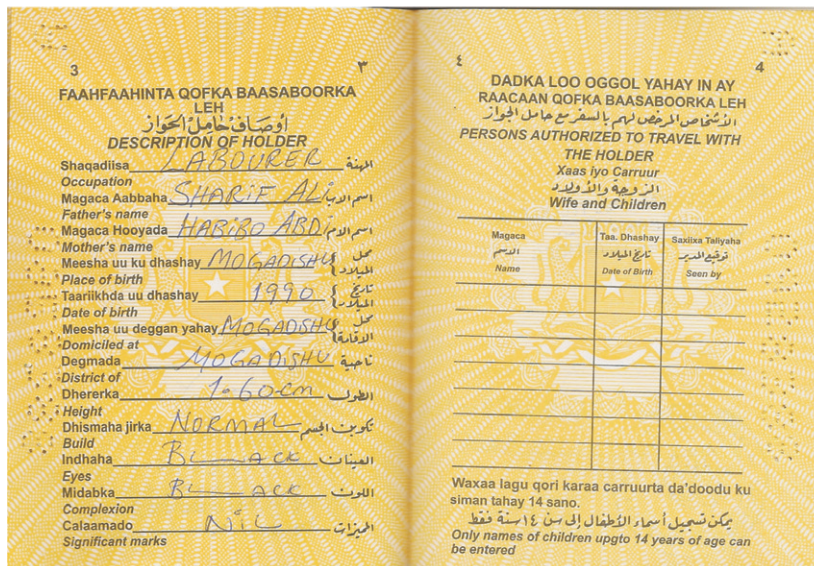 3 ٣
FAAHFAAHINTA QOFKA BAASABOORKA
LEH
أوصاف حامل الجواز
DESCRIPTION OF HOLDER
Shaqadiisa LABOURER المهنة
Occupation
Magaca Aabbaha SHARIF ALI اسم الاب
Father's name
Magaca Hooyada HABIBO ABDI اسم الام
Mother's name
Meesha uu ku dhashay MOGADISHU محل الميلاد
Place of birth
Taariikhda uu dhashay 1990 تاريخ الميلاد
Date of birth
Meesha uu deggan yahay MOGADISHU محل الاقامة
Domiciled at
Degmada MOGADISHU ناحية
District of
Dhererka 1.60cm الطول
Height
Dhismaha jirka NORMAL تكوين الجسم
Build
Indhaha BLACK العينان
Eyes
Midabka BLACK اللون
Complexion
Calaamado NIL المميزات
Significant marks
٤ 4
DADKA LOO OGGOL YAHAY IN AY
RAACAAN QOFKA BAASABOORKA LEH
الأشخاص المرخص لهم بالسفر مع حامل الجواز
PERSONS AUTHORIZED TO TRAVEL WITH
THE HOLDER
Xaas iyo Carruur
الزوجة والأولاد
Wife and Children
Magaca Taa. Dhashay Saxiixa Taliyaha
الاسم تاريخ الميلاد توقيع المدير
Name Date of Birth Seen by
Waxaa lagu qori karaa carruurta da'doodu ku
siman tahay 14 sano.
يمكن تسجيل أسماء الأطفال إلى سن ١٤ سنة فقط
Only names of children upgto 14 years of age can
be entered